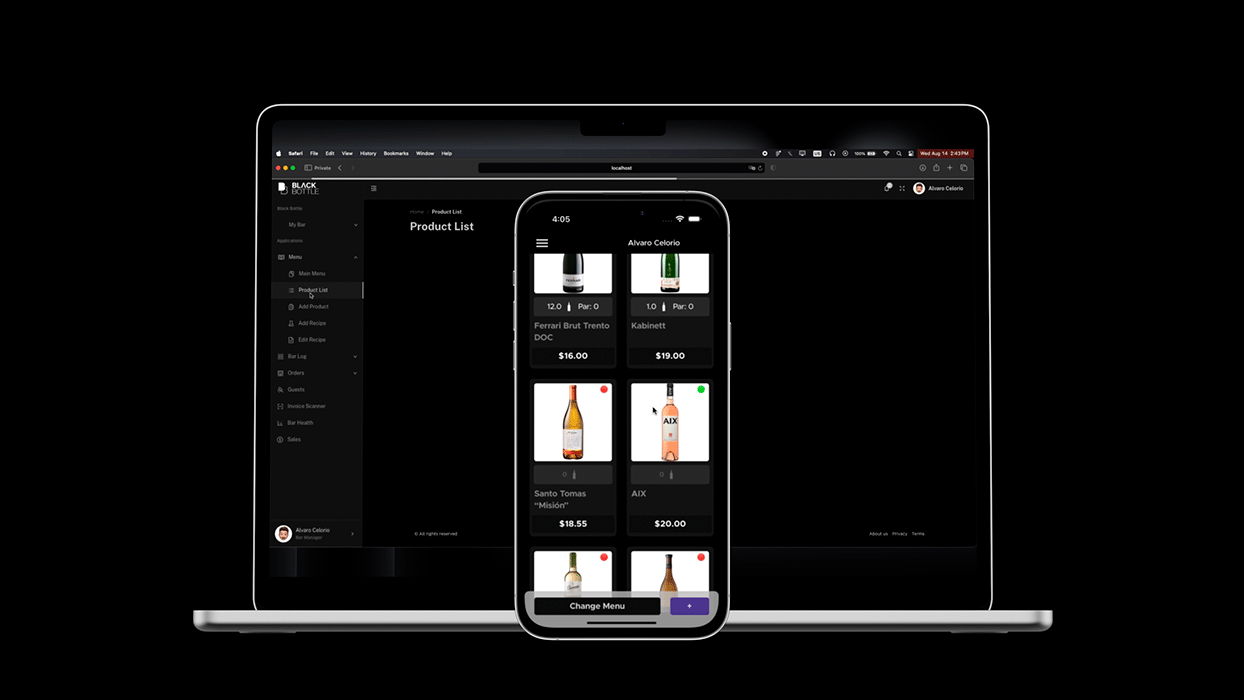 Safari File Edit View History Bookmarks Window Help
US 100% Wed Aug 14 2:43PM
Private
localhost
BLACK
BOTTLE
Alvaro Celorio
Black Bottle
My Bar
Applications
Menu
Main Menu
Product List
Add Product
Add Recipe
Edit Recipe
Bar Log
Orders
Guests
Invoice Scanner
Bar Health
Sales
Alvaro Celorio
Bar Manager
Home / Product List
Product List
© All rights reserved
About us Privacy Terms
4:05
Alvaro Celorio
12.0 Par: 0
1.0 Par: 0
Ferrari Brut Trento
DOC
Kabinett
$16.00
$19.00
AIX
0
0
Santo Tomas
“Misión”
AIX
$18.55
$20.00
Change Menu
+